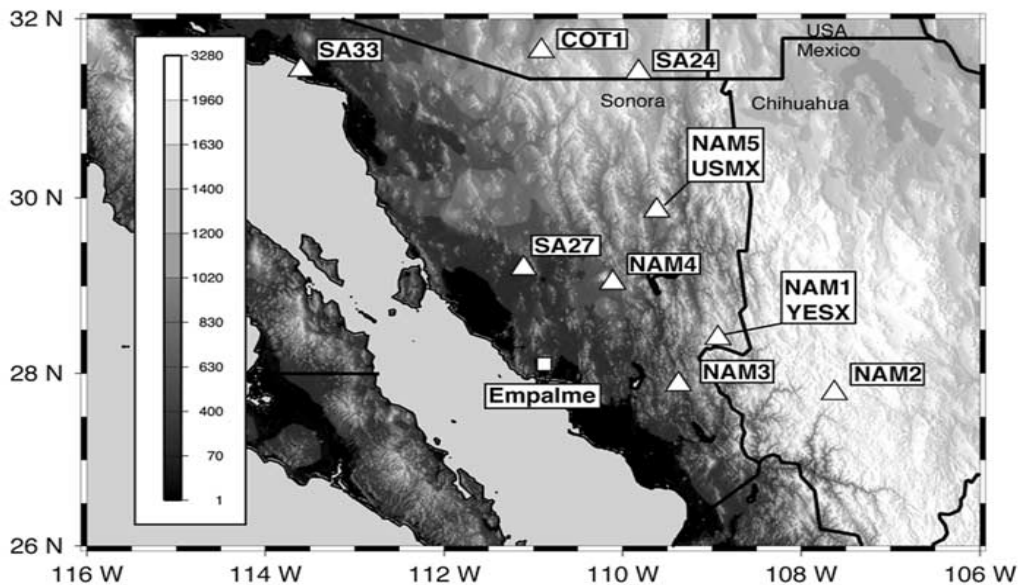 32 N
30 N
28 N
26 N
116 W
114 W
112 W
110 W
108 W
106 W
3280
1960
1630
1400
1200
1020
830
630
400
70
1
SA33
COT1
SA24
USA
Mexico
Sonora
Chihuahua
NAM5
USMX
SA27
NAM4
NAM1
YESX
NAM3
NAM2
Empalme